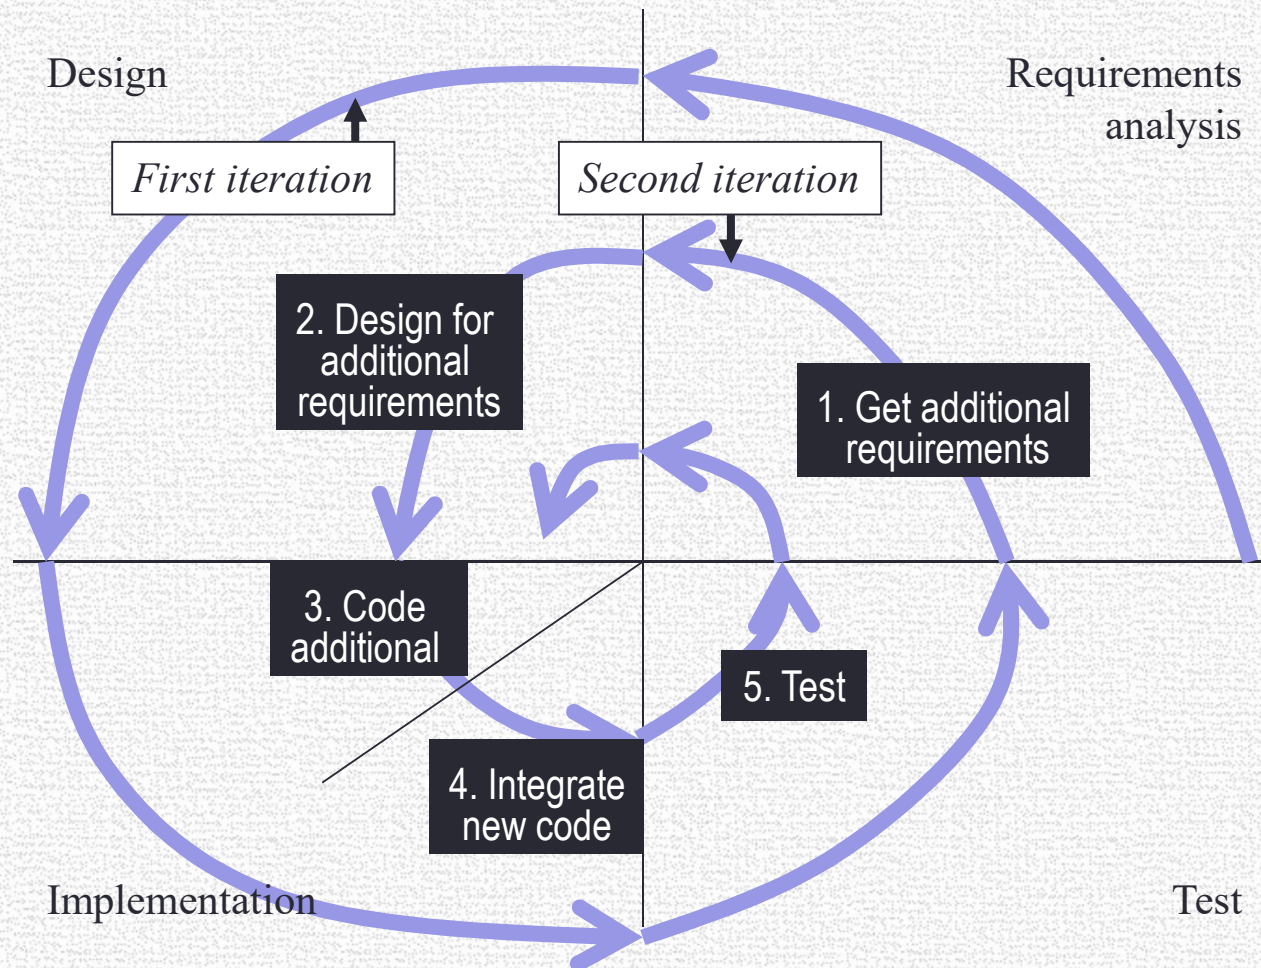 Design
Requirements
analysis
First iteration
Second iteration
2. Design for
additional
requirements
1. Get additional
requirements
3. Code
additional
5. Test
4. Integrate
new code
Implementation
Test